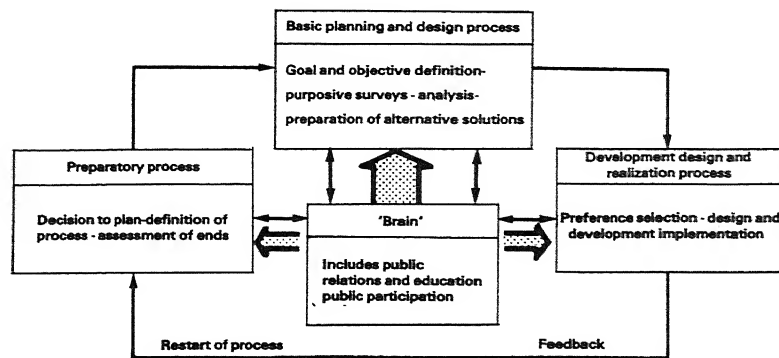 Basic planning and design process
Goal and objective definition-
purposive surveys - analysis-
preparation of alternative solutions
Preparatory process
Decision to plan-definition of
process - assessment of ends
'Brain'
Includes public
relations and education
public participation
Development design and
realization process
Preference selection - design and
development implementation
Restart of process
Feedback